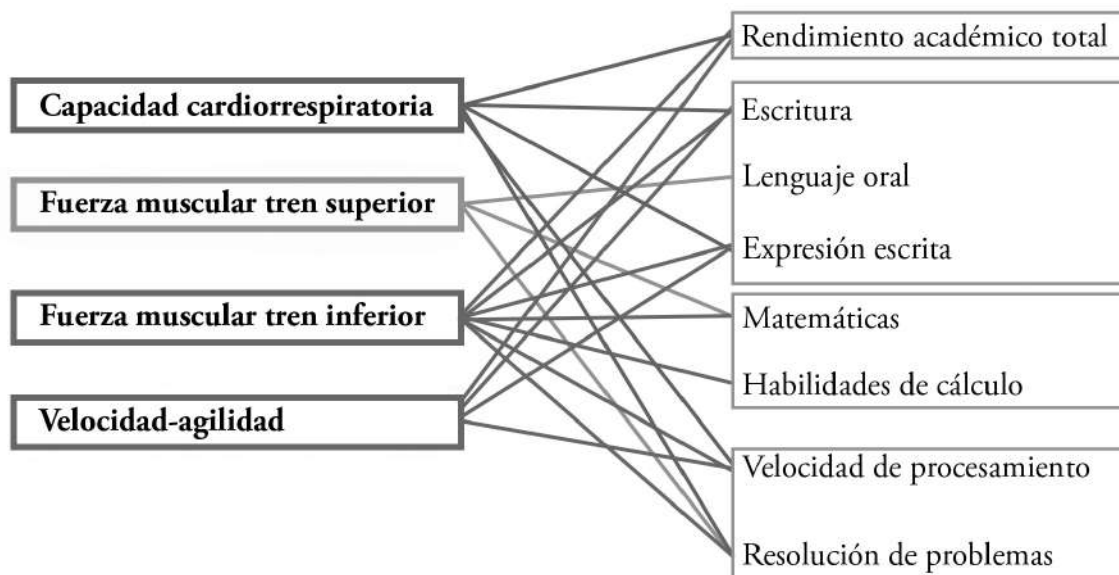 Capacidad cardiorrespiratoria
Fuerza muscular tren superior
Fuerza muscular tren inferior
Velocidad-agilidad
Rendimiento académico total
Escritura
Lenguaje oral
Expresión escrita
Matemáticas
Habilidades de cálculo
Velocidad de procesamiento
Resolución de problemas